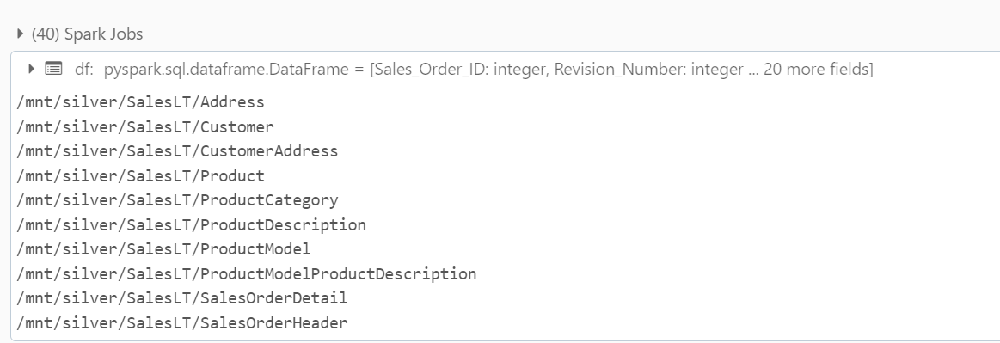 (40) Spark Jobs
df: pyspark.sql.dataframe.DataFrame = [Sales_Order_ID: integer, Revision_Number: integer ... 20 more fields]
/mnt/silver/SalesLT/Address
/mnt/silver/SalesLT/Customer
/mnt/silver/SalesLT/CustomerAddress
/mnt/silver/SalesLT/Product
/mnt/silver/SalesLT/ProductCategory
/mnt/silver/SalesLT/ProductDescription
/mnt/silver/SalesLT/ProductModel
/mnt/silver/SalesLT/ProductModelProductDescription
/mnt/silver/SalesLT/SalesOrderDetail
/mnt/silver/SalesLT/SalesOrderHeader